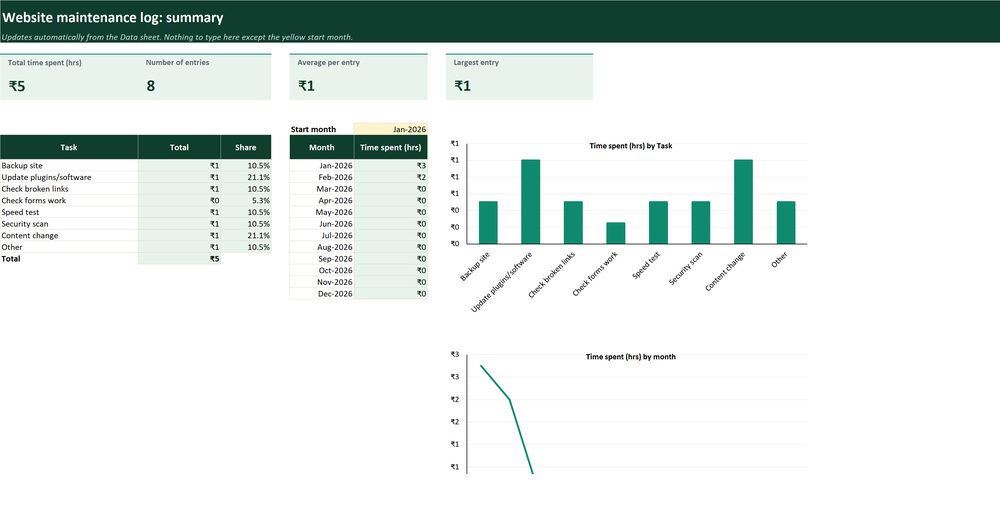 Website maintenance log: summary
Updates automatically from the Data sheet. Nothing to type here except the yellow start month.
Total time spent (hrs) Number of entries Average per entry Largest entry
₹5 8 ₹1 ₹1
Start month Jan-2026
Task Total Share
Backup site ₹1 10.5%
Update plugins/software ₹1 21.1%
Check broken links ₹1 10.5%
Check forms work ₹0 5.3%
Speed test ₹1 10.5%
Security scan ₹1 10.5%
Content change ₹1 21.1%
Other ₹1 10.5%
Total ₹5
Month Time spent (hrs)
Jan-2026 ₹3
Feb-2026 ₹2
Mar-2026 ₹0
Apr-2026 ₹0
May-2026 ₹0
Jun-2026 ₹0
Jul-2026 ₹0
Aug-2026 ₹0
Sep-2026 ₹0
Oct-2026 ₹0
Nov-2026 ₹0
Dec-2026 ₹0
Time spent (hrs) by Task
₹1
₹1
₹1
₹1
₹0
₹0
₹0
Backup site
Update plugins/software
Check broken links
Check forms work
Speed test
Security scan
Content change
Other
Time spent (hrs) by month
₹3
₹3
₹2
₹2
₹1
₹1